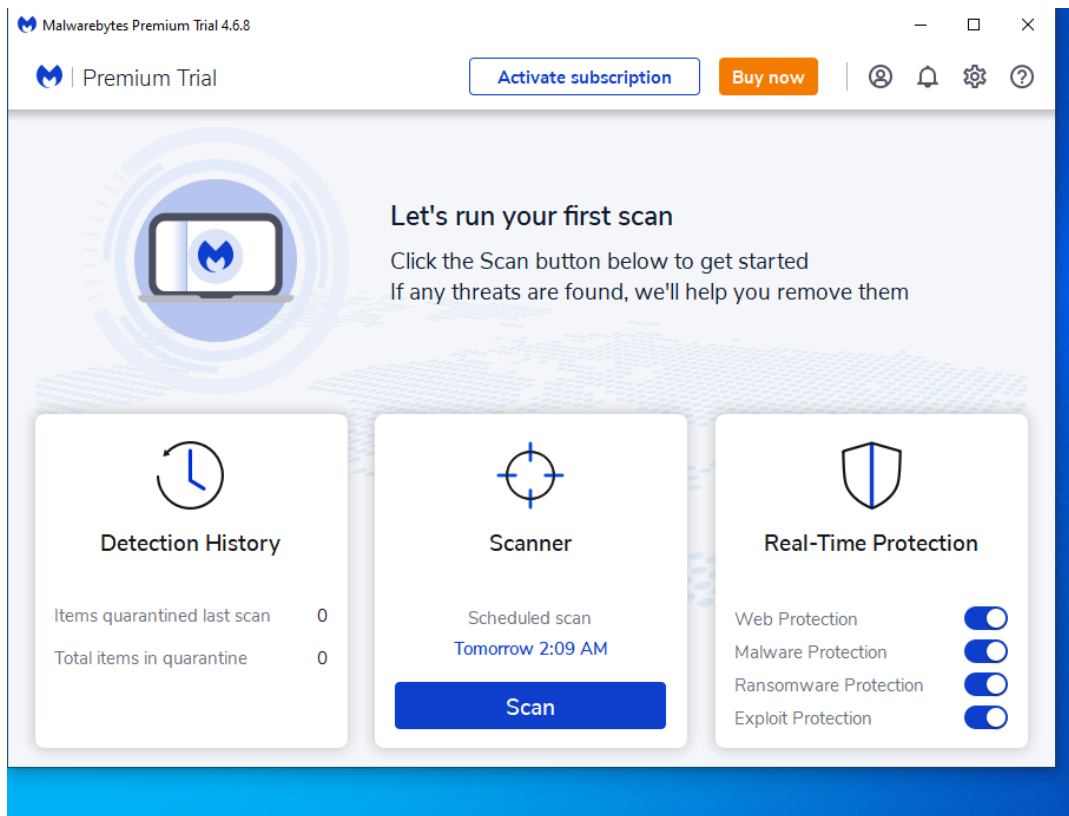 Malwarebytes Premium Trial 4.6.8
Premium Trial
Activate subscription
Buy now
Let's run your first scan
Click the Scan button below to get started
If any threats are found, we'll help you remove them
Detection History
Items quarantined last scan 0
Total items in quarantine 0
Scanner
Scheduled scan
Tomorrow 2:09 AM
Scan
Real-Time Protection
Web Protection
Malware Protection
Ransomware Protection
Exploit Protection